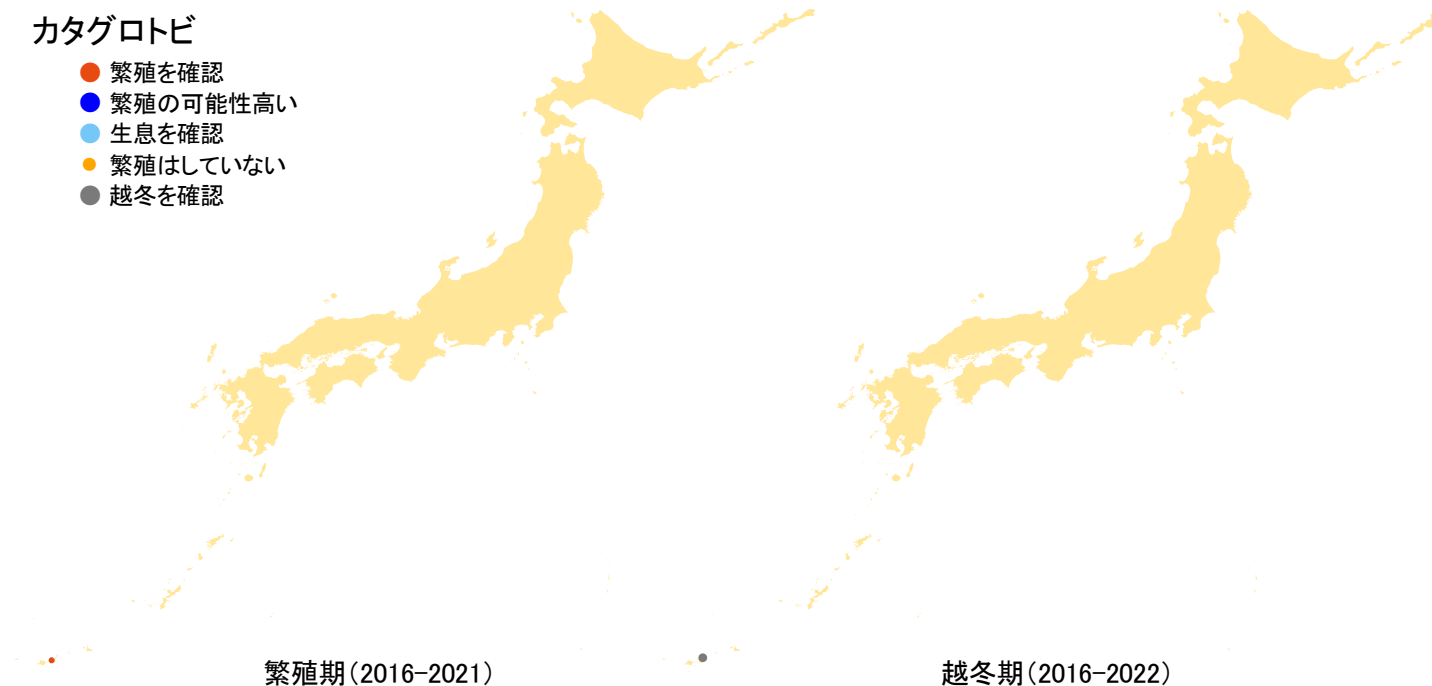 カタグロトビ
繁殖を確認
繁殖の可能性高い
生息を確認
繁殖はしていない
越冬を確認
繁殖期(2016-2021)
越冬期(2016-2022)